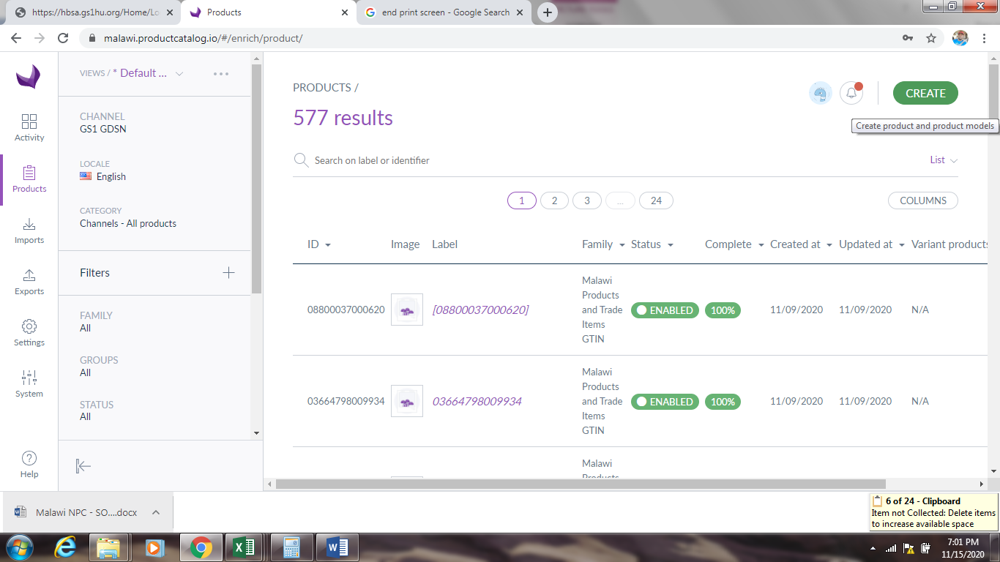 https://hbsa.gs1hu.org/Home/Lo
Products
end print screen - Google Search
malawi.productcatalog.io/#/enrich/product/
Activity
Products
Imports
Exports
Settings
System
Help
VIEWS / * Default ...
CHANNEL
GS1 GDSN
LOCALE
English
CATEGORY
Channels - All products
Filters
FAMILY
All
GROUPS
All
STATUS
All
PRODUCTS /
577 results
CREATE
Create product and product models
Search on label or identifier
List
1 2 3 ... 24
COLUMNS
ID Image Label Family Status Complete Created at Updated at Variant products
08800037000620 [08800037000620] Malawi Products and Trade Items GTIN ENABLED 100% 11/09/2020 11/09/2020 N/A
03664798009934 03664798009934 Malawi Products and Trade Items GTIN ENABLED 100% 11/09/2020 11/09/2020 N/A
Malawi
Products
Malawi NPC - SO....docx
6 of 24 - Clipboard
Item not Collected: Delete items
to increase available space
7:01 PM
11/15/2020